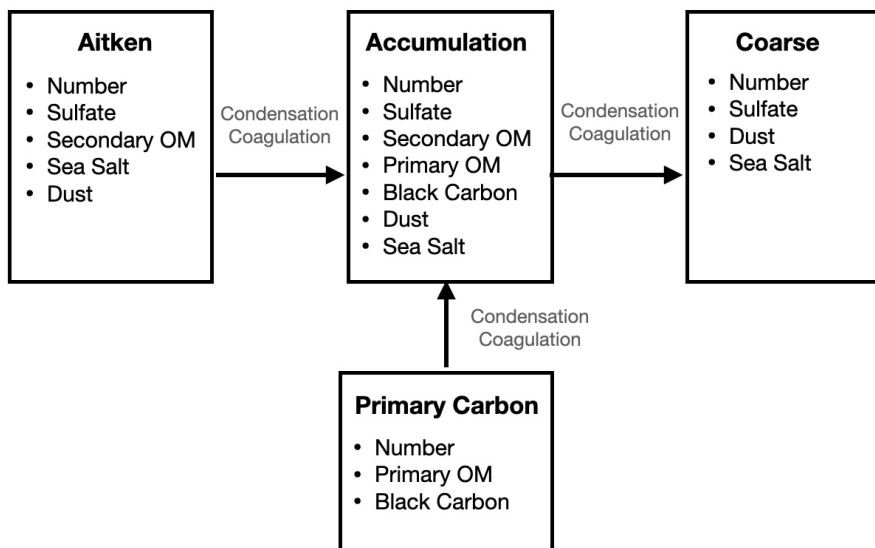 Aitken
• Number
• Sulfate
• Secondary OM
• Sea Salt
• Dust
Condensation
Coagulation
Accumulation
• Number
• Sulfate
• Secondary OM
• Primary OM
• Black Carbon
• Dust
• Sea Salt
Condensation
Coagulation
Coarse
• Number
• Sulfate
• Dust
• Sea Salt
Condensation
Coagulation
Primary Carbon
• Number
• Primary OM
• Black Carbon